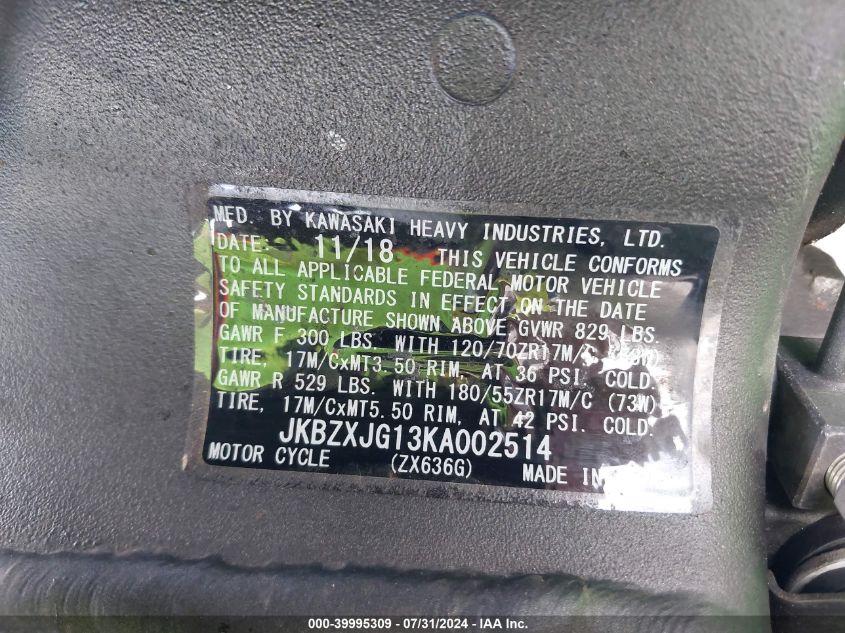 MFD. BY KAWASAKI HEAVY INDUSTRIES, LTD.
DATE: 11/18 THIS VEHICLE CONFORMS
TO ALL APPLICABLE FEDERAL MOTOR VEHICLE
SAFETY STANDARDS IN EFFECT ON THE DATE
OF MANUFACTURE SHOWN ABOVE GVWR 829 LBS.
GAWR F 300 LBS. WITH 120/70ZR17M/C
TIRE, 17M/CxMT3.50 RIM, AT 36 PSI. COLD.
GAWR R 529 LBS. WITH 180/55ZR17M/C (73W)
TIRE, 17M/CxMT5.50 RIM, AT 42 PSI. COLD.
JKBZXJG13KA002514
MOTOR CYCLE (ZX636G) MADE IN
000-39995309 / 07/31/2024 - IAA Inc.